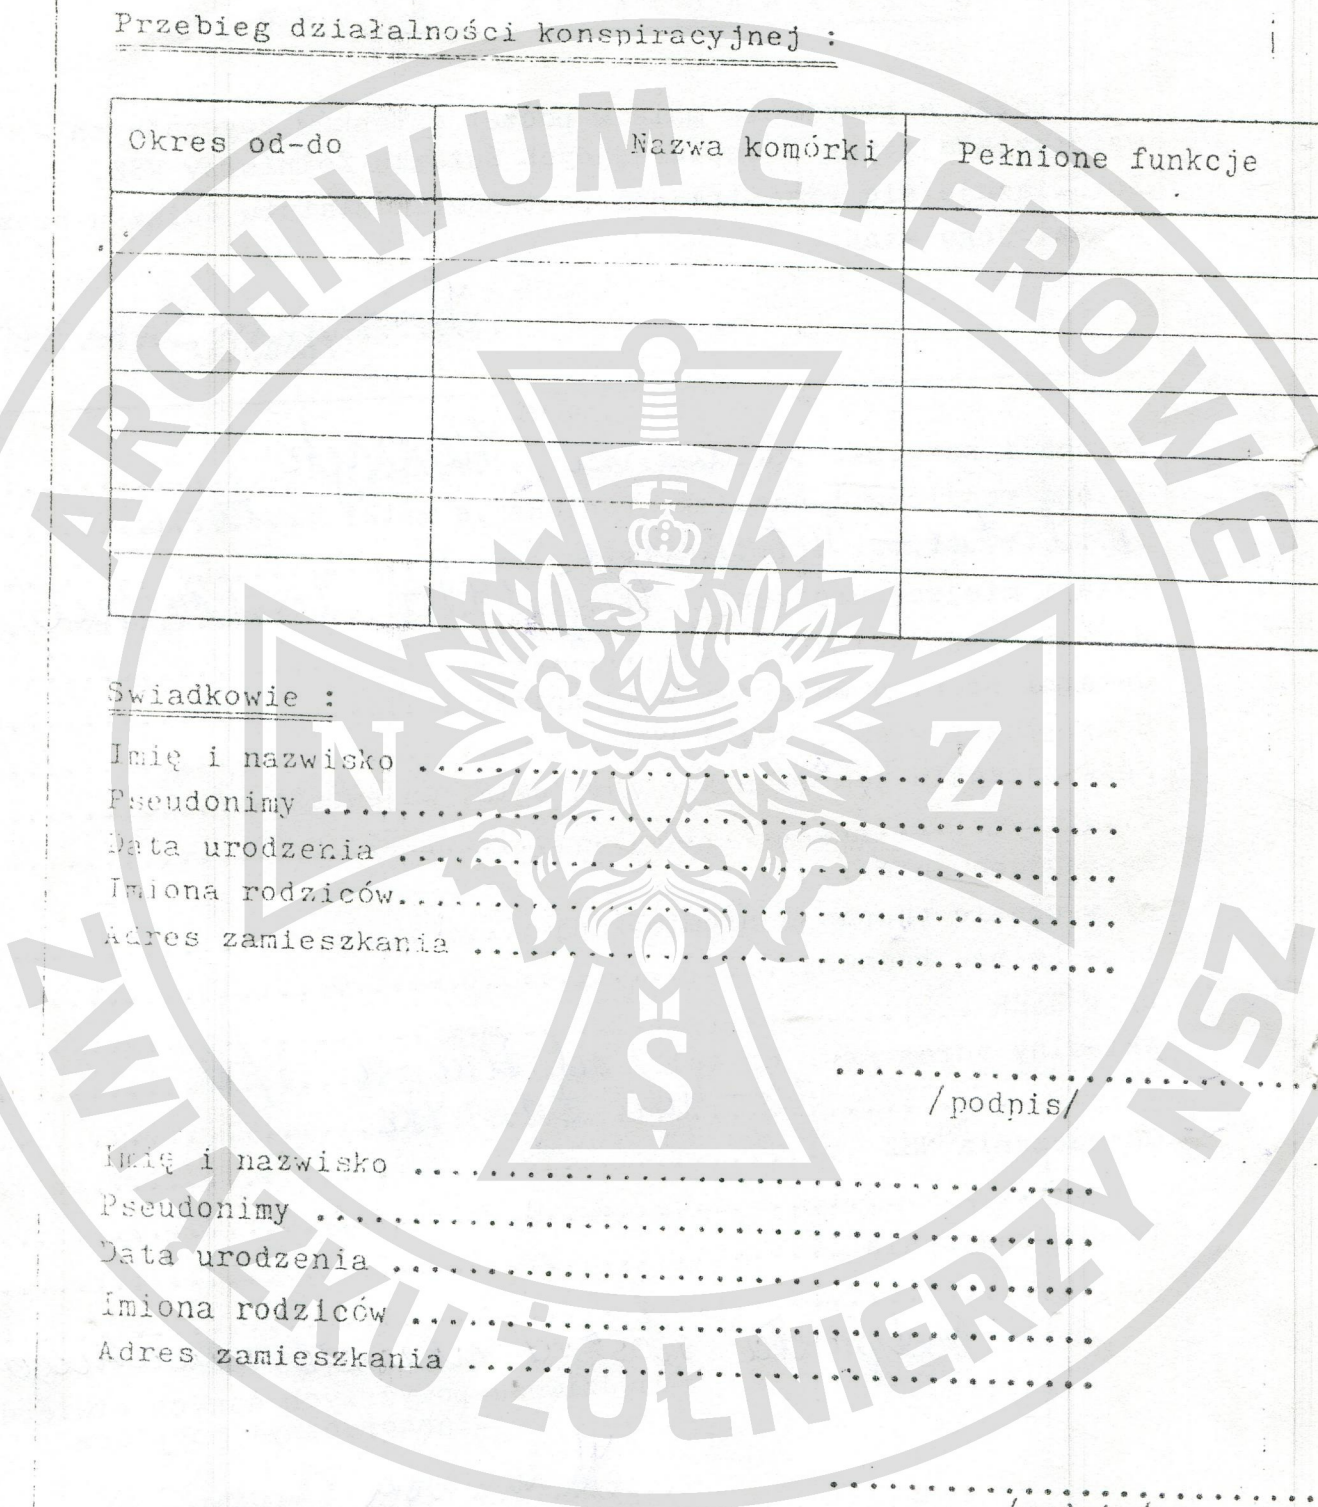 Przebieg działalności konspiracyjnej :
Okres od-do Nazwa komórki Pełnione funkcje
Swiadkowie :
Imię i nazwisko ........................................
Pseudonimy ........................................
Data urodzenia ........................................
Imiona rodziców........................................
Adres zamieszkania ........................................
........................................
/podpis/
Imię i nazwisko ........................................
Pseudonimy ........................................
Data urodzenia ........................................
Imiona rodziców ........................................
Adres zamieszkania ........................................
........................................
ARCHIWUM CYFROWE
ZWIĄZKU ŻOŁNIERZY NSZ
N Z
S